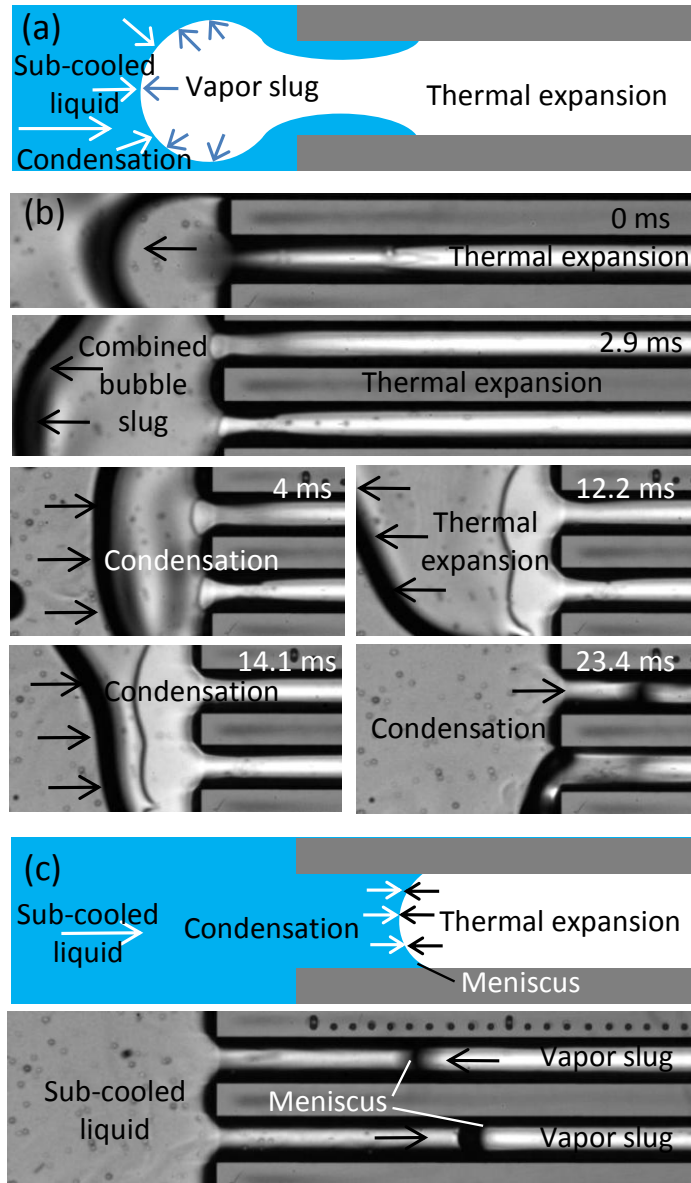 (a)
Sub-cooled
liquid
Vapor slug
Thermal expansion
Condensation
(b)
0 ms
Thermal expansion
Combined
bubble
slug
2.9 ms
Thermal expansion
4 ms
Condensation
12.2 ms
Thermal
expansion
14.1 ms
Condensation
23.4 ms
Condensation
(c)
Sub-cooled
liquid
Condensation
Thermal expansion
Meniscus
Sub-cooled
liquid
Vapor slug
Meniscus
Vapor slug